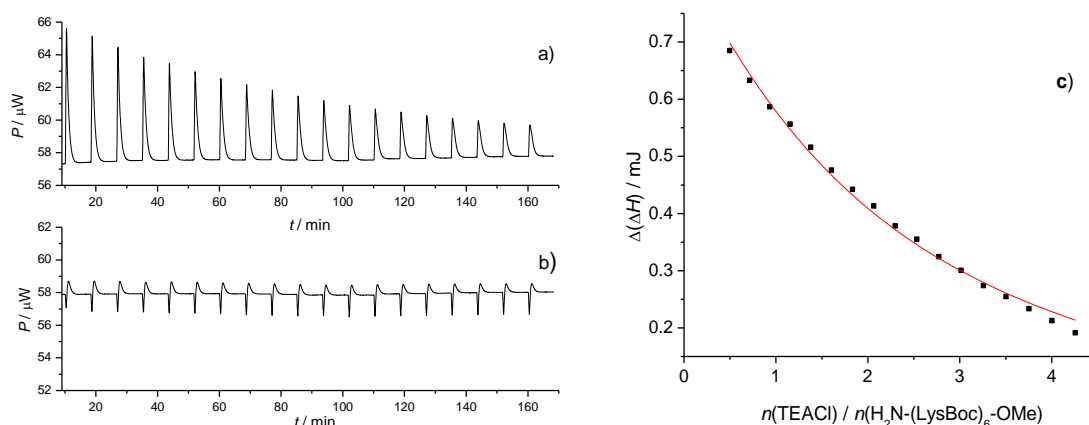 66
64
62
60
58
56
P / μW
a)
20 40 60 80 100 120 140 160
t / min
62
60
58
56
54
52
P / μW
b)
20 40 60 80 100 120 140 160
t / min
0.7
0.6
0.5
0.4
0.3
0.2
Δ(ΔH) / mJ
c)
0 1 2 3 4
n(TEACl) / n(H₂N-(LysBoc)₆-OMe)